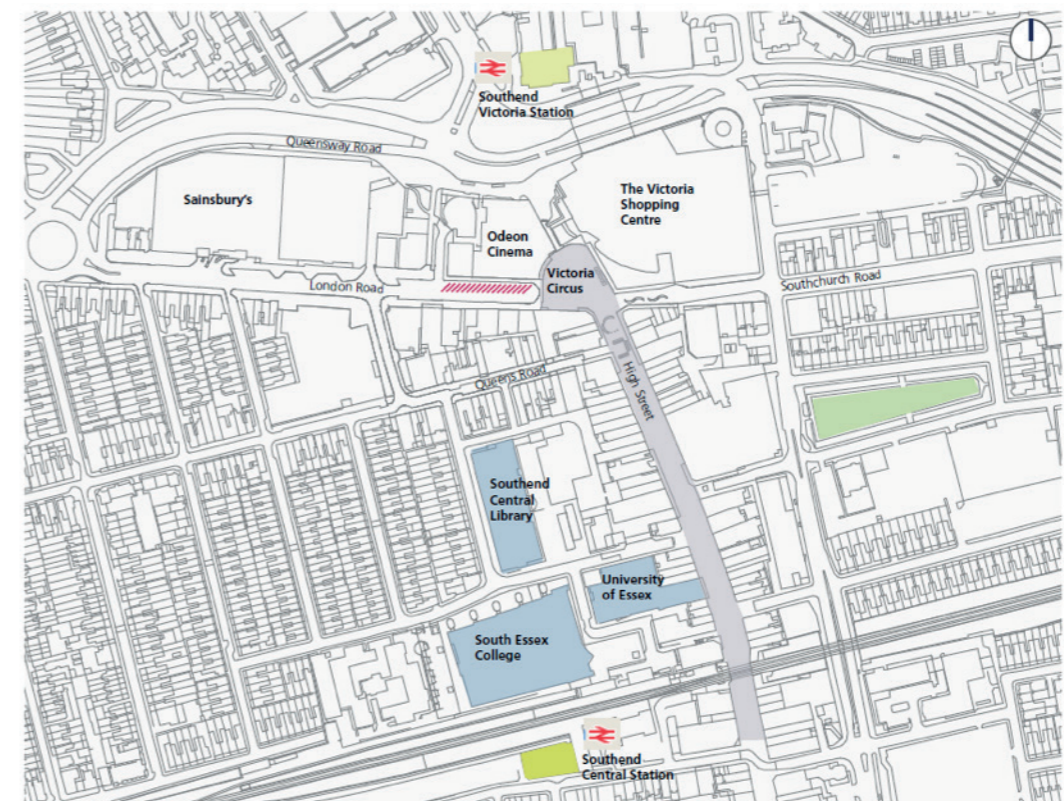 Southend
Victoria Station
Queensway Road
Sainsbury's
The Victoria
Shopping
Centre
Odeon
Cinema
Victoria
Circus
London Road
Southchurch Road
Queens Road
High Street
Southend
Central
Library
University
of Essex
South Essex
College
Southend
Central Station